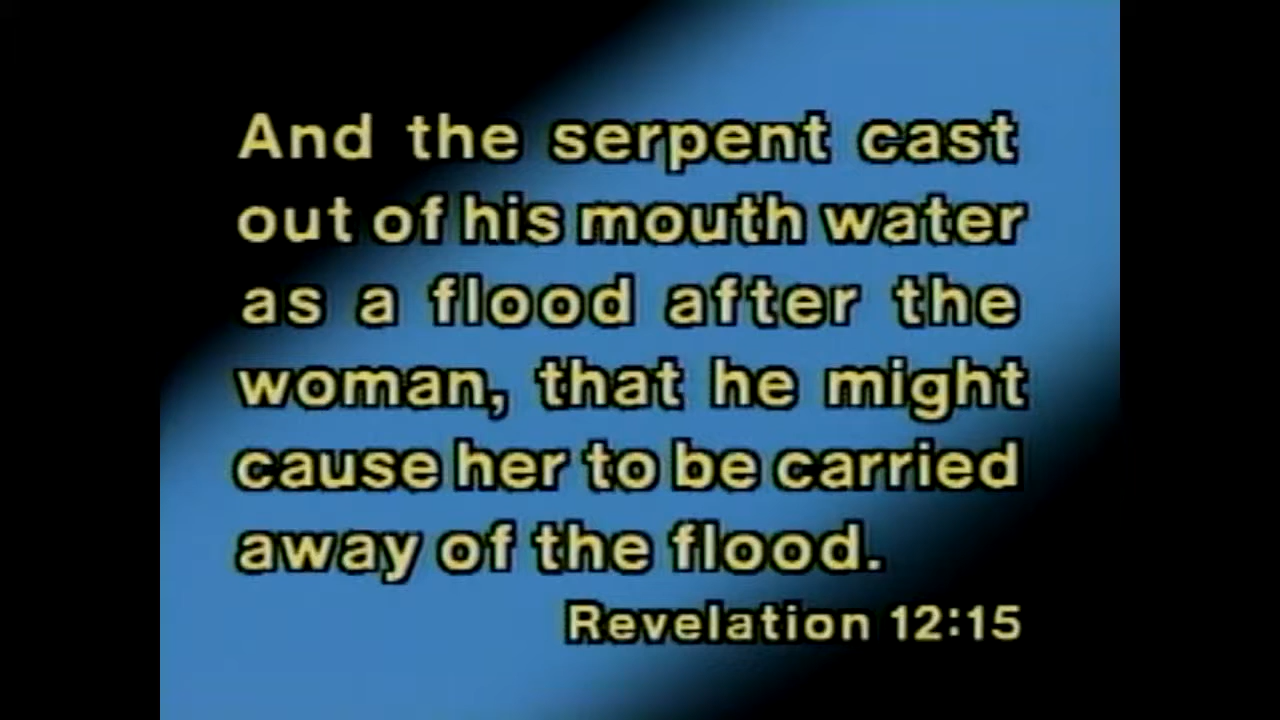 And the serpent cast
out of his mouth water
as a flood after the
woman, that he might
cause her to be carried
away of the flood.
Revelation 12:15